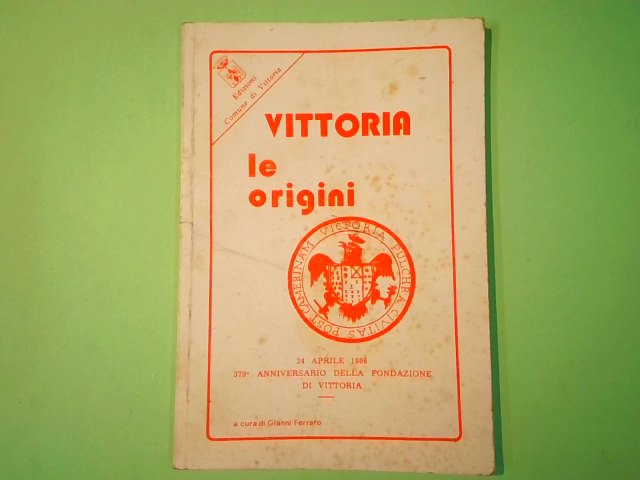 Edizioni
Comune di Vittoria
VITTORIA
le
origini
VICTORIA PULCHRA CIVITAS POST CAMERINAM
24 APRILE 1986
379º ANNIVERSARIO DELLA FONDAZIONE
DI VITTORIA
a cura di Gianni Ferraro